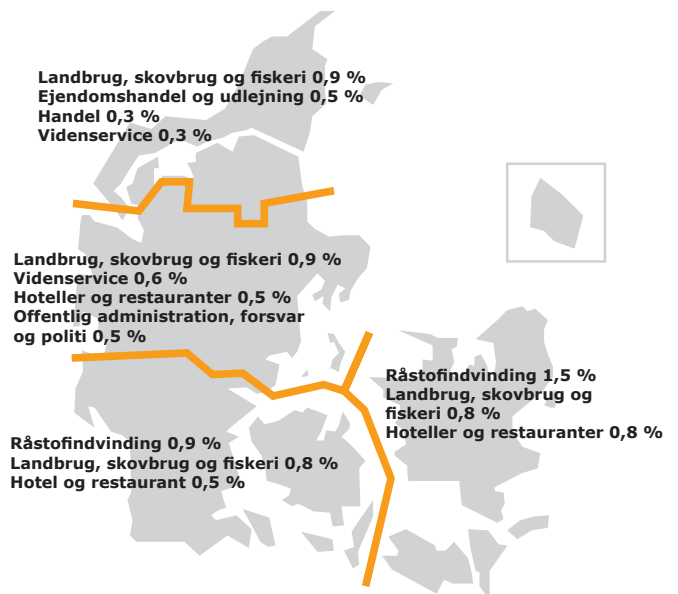 Landbrug, skovbrug og fiskeri 0,9 %
Ejendomshandel og udlejning 0,5 %
Handel 0,3 %
Videnservice 0,3 %
Landbrug, skovbrug og fiskeri 0,9 %
Videnservice 0,6 %
Hoteller og restauranter 0,5 %
Offentlig administration, forsvar
og politi 0,5 %
Råstofindvinding 1,5 %
Landbrug, skovbrug og
fiskeri 0,8 %
Hoteller og restauranter 0,8 %
Råstofindvinding 0,9 %
Landbrug, skovbrug og fiskeri 0,8 %
Hotel og restaurant 0,5 %